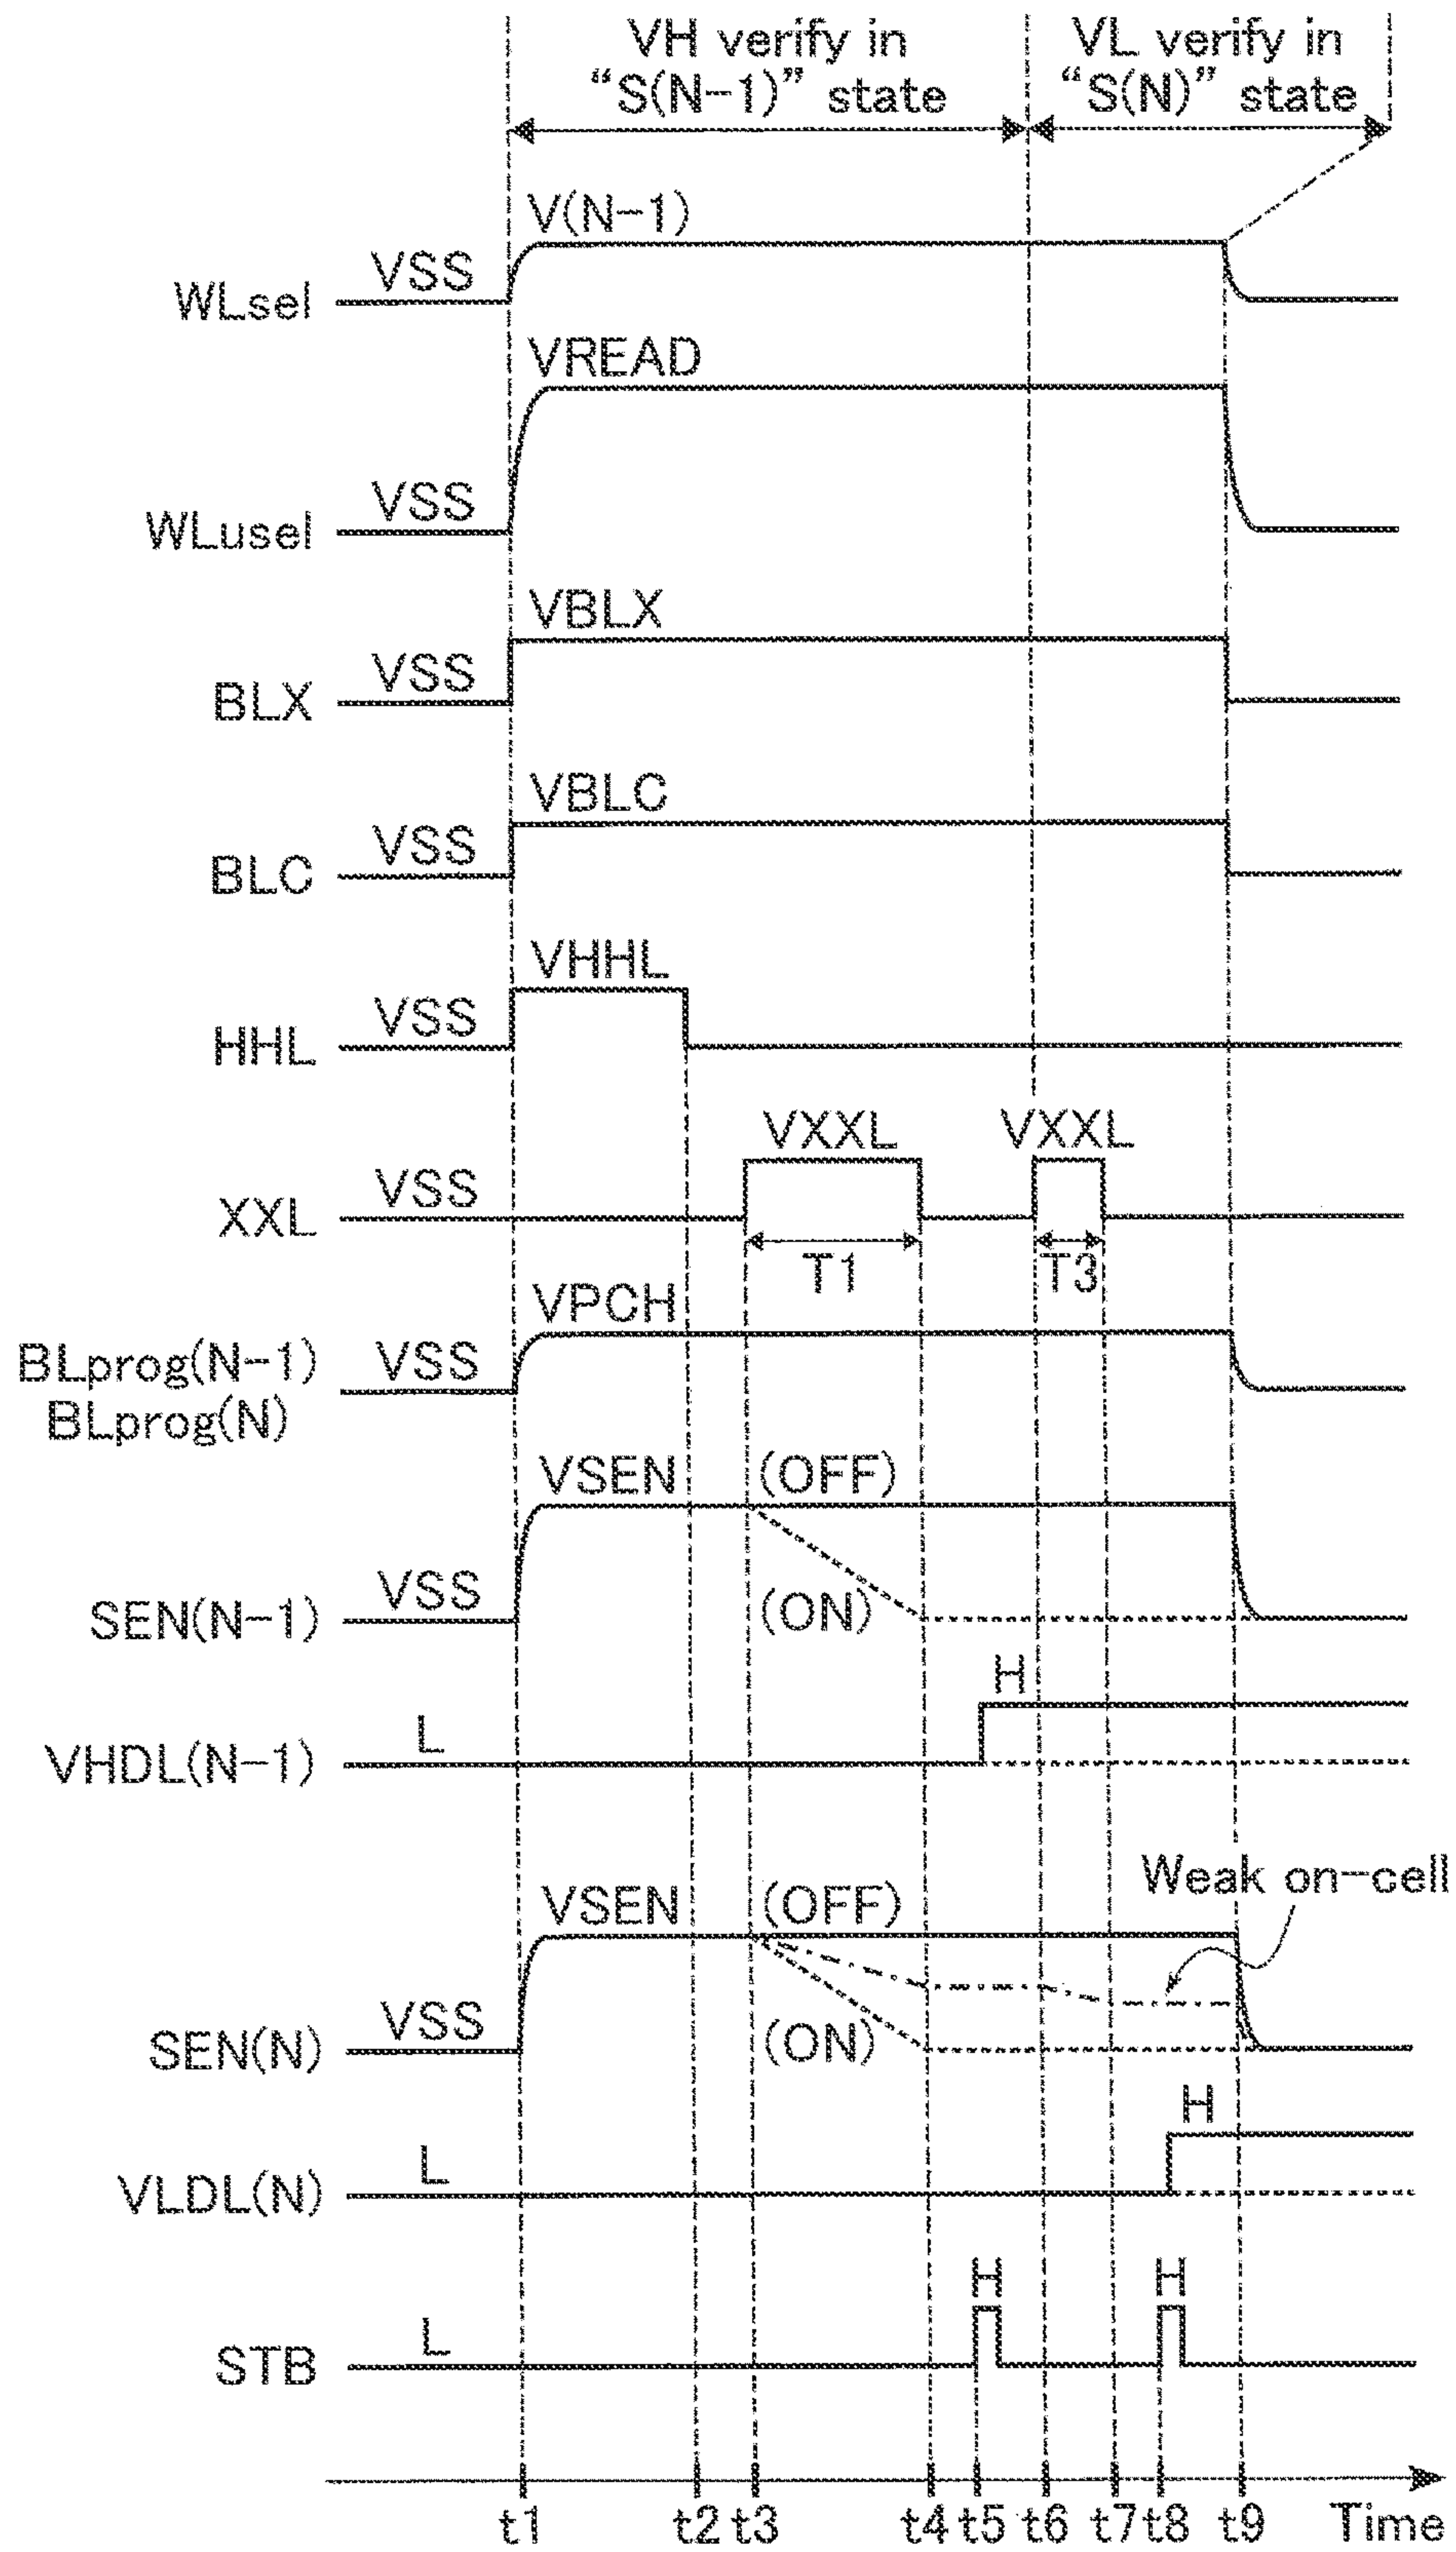 VH verify in
“S(N-1)” state
VL verify in
“S(N)” state
V(N-1)
VSS
WLsel
VREAD
VSS
WLusel
VBLX
VSS
BLX
VBLC
VSS
BLC
VHHL
VSS
HHL
VXXL
VXXL
VSS
XXL
T1
T3
VPCH
VSS
BLprog(N-1)
BLprog(N)
VSEN
(OFF)
VSS
(ON)
SEN(N-1)
H
L
VHDL(N-1)
Weak on-cell
VSEN
(OFF)
VSS
(ON)
SEN(N)
H
L
VLDL(N)
H
H
L
STB
t1 t2 t3 t4 t5 t6 t7 t8 t9 Time